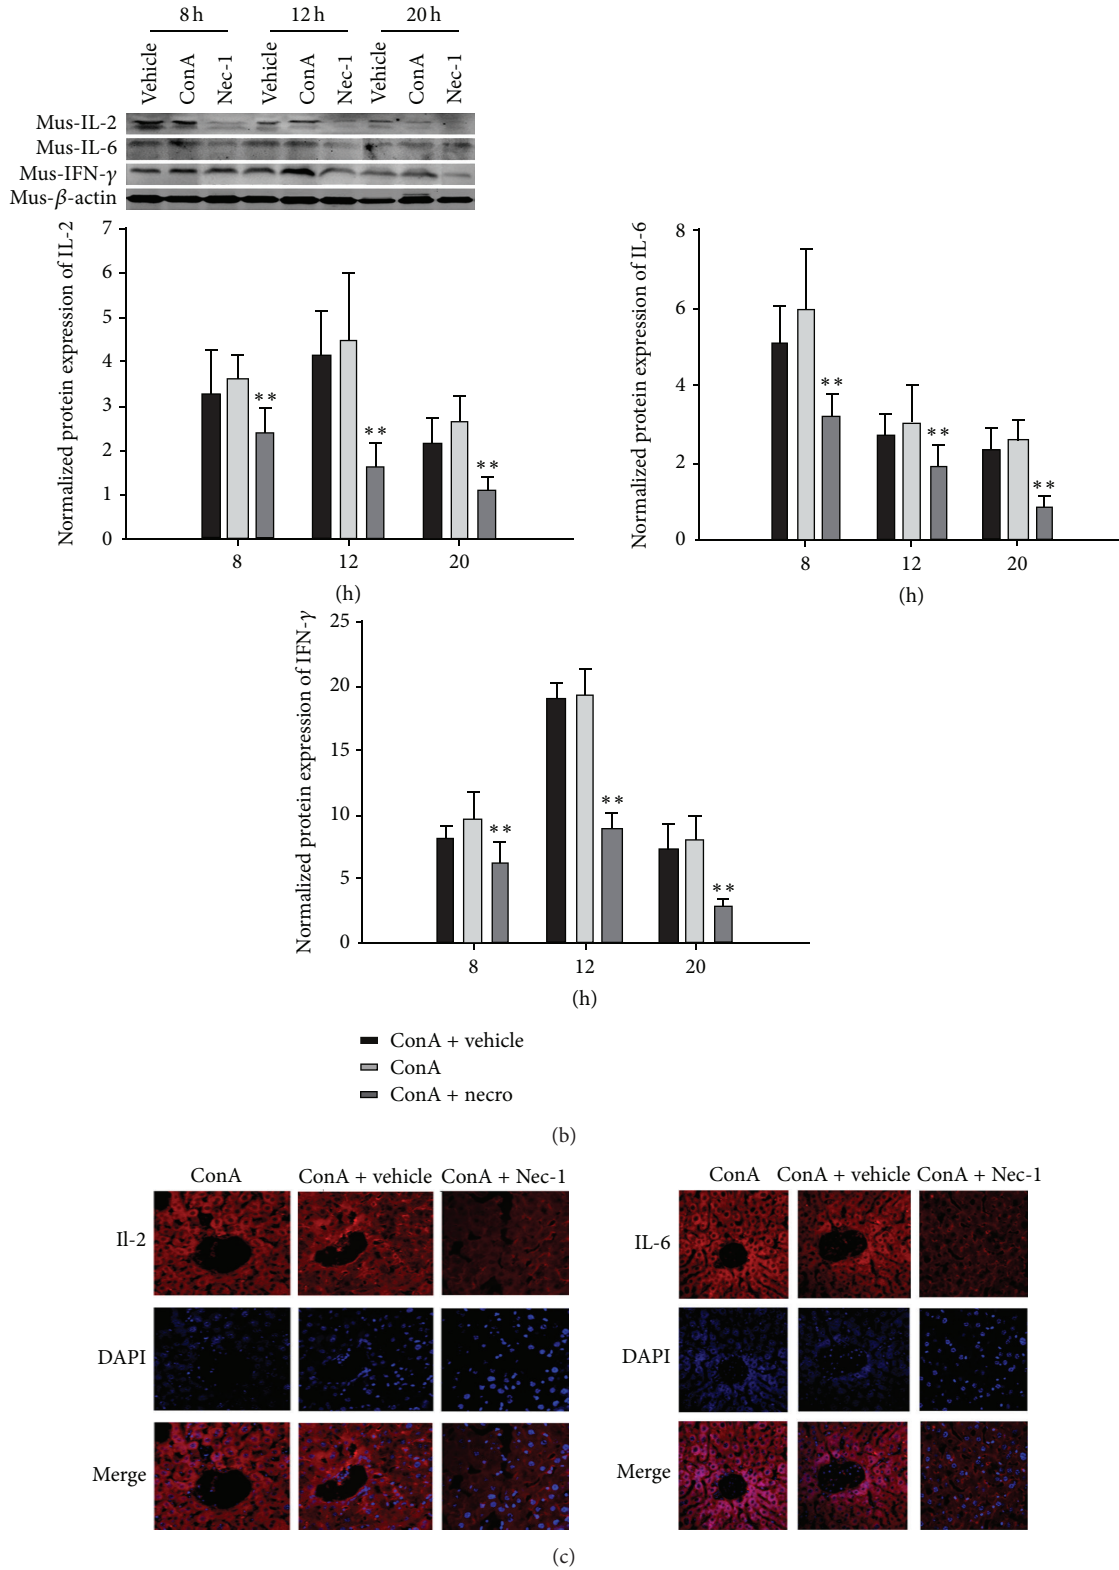 8 h 12 h 20 h
Vehicle ConA Nec-1 Vehicle ConA Nec-1 Vehicle ConA Nec-1
Mus-IL-2
Mus-IL-6
Mus-IFN-γ
Mus-β-actin
Normalized protein expression of IL-2
7
6
5
4
3
2
1
0
**
**
**
8 12 20
(h)
Normalized protein expression of IL-6
8
6
4
2
0
**
**
**
8 12 20
(h)
Normalized protein expression of IFN-γ
25
20
15
10
5
0
**
**
**
8 12 20
(h)
ConA + vehicle
ConA
ConA + necro
(b)
ConA ConA + vehicle ConA + Nec-1
Il-2
DAPI
Merge
ConA ConA + vehicle ConA + Nec-1
IL-6
DAPI
Merge
(c)